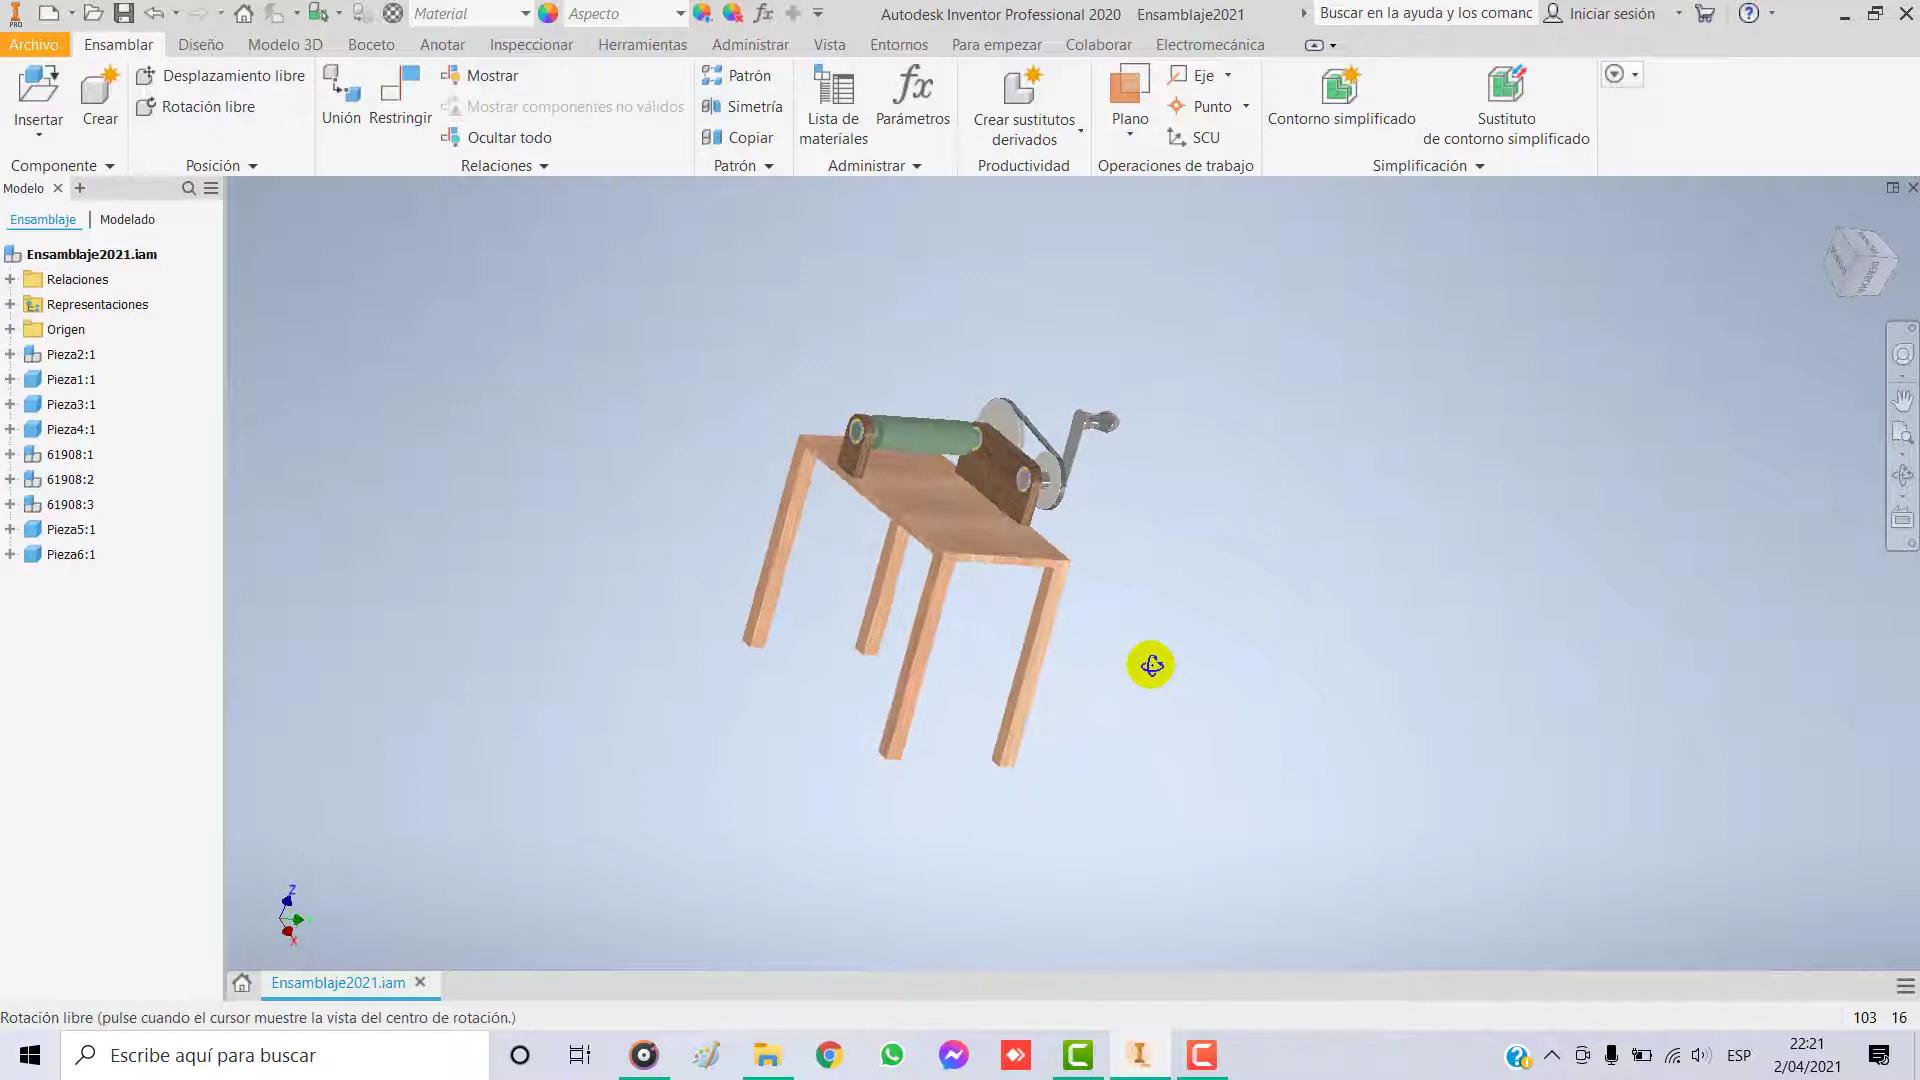 PRO
Material
Aspecto
Autodesk Inventor Professional 2020 Ensamblaje2021
Buscar en la ayuda y los comanc
Iniciar sesión
Archivo Ensamblar Diseño Modelo 3D Boceto Anotar Inspeccionar Herramientas Administrar Vista Entornos Para empezar Colaborar Electromecánica
Insertar
Crear
Desplazamiento libre
Rotación libre
Unión
Restringir
Mostrar
Mostrar componentes no válidos
Ocultar todo
Patrón
Simetría
Copiar
Lista de
materiales
fx
Parámetros
Crear sustitutos
derivados
Plano
Eje
Punto
SCU
Contorno simplificado
Sustituto
de contorno simplificado
Componente Posición Relaciones Patrón Administrar Productividad Operaciones de trabajo Simplificación
Modelo
Ensamblaje | Modelado
Ensamblaje2021.iam
Relaciones
Representaciones
Origen
Pieza2:1
Pieza1:1
Pieza3:1
Pieza4:1
61908:1
61908:2
61908:3
Pieza5:1
Pieza6:1
DERECHA
Z
X
Ensamblaje2021.iam
Rotación libre (pulse cuando el cursor muestre la vista del centro de rotación.)
103 16
Escribe aquí para buscar
ESP
22:21
2/04/2021